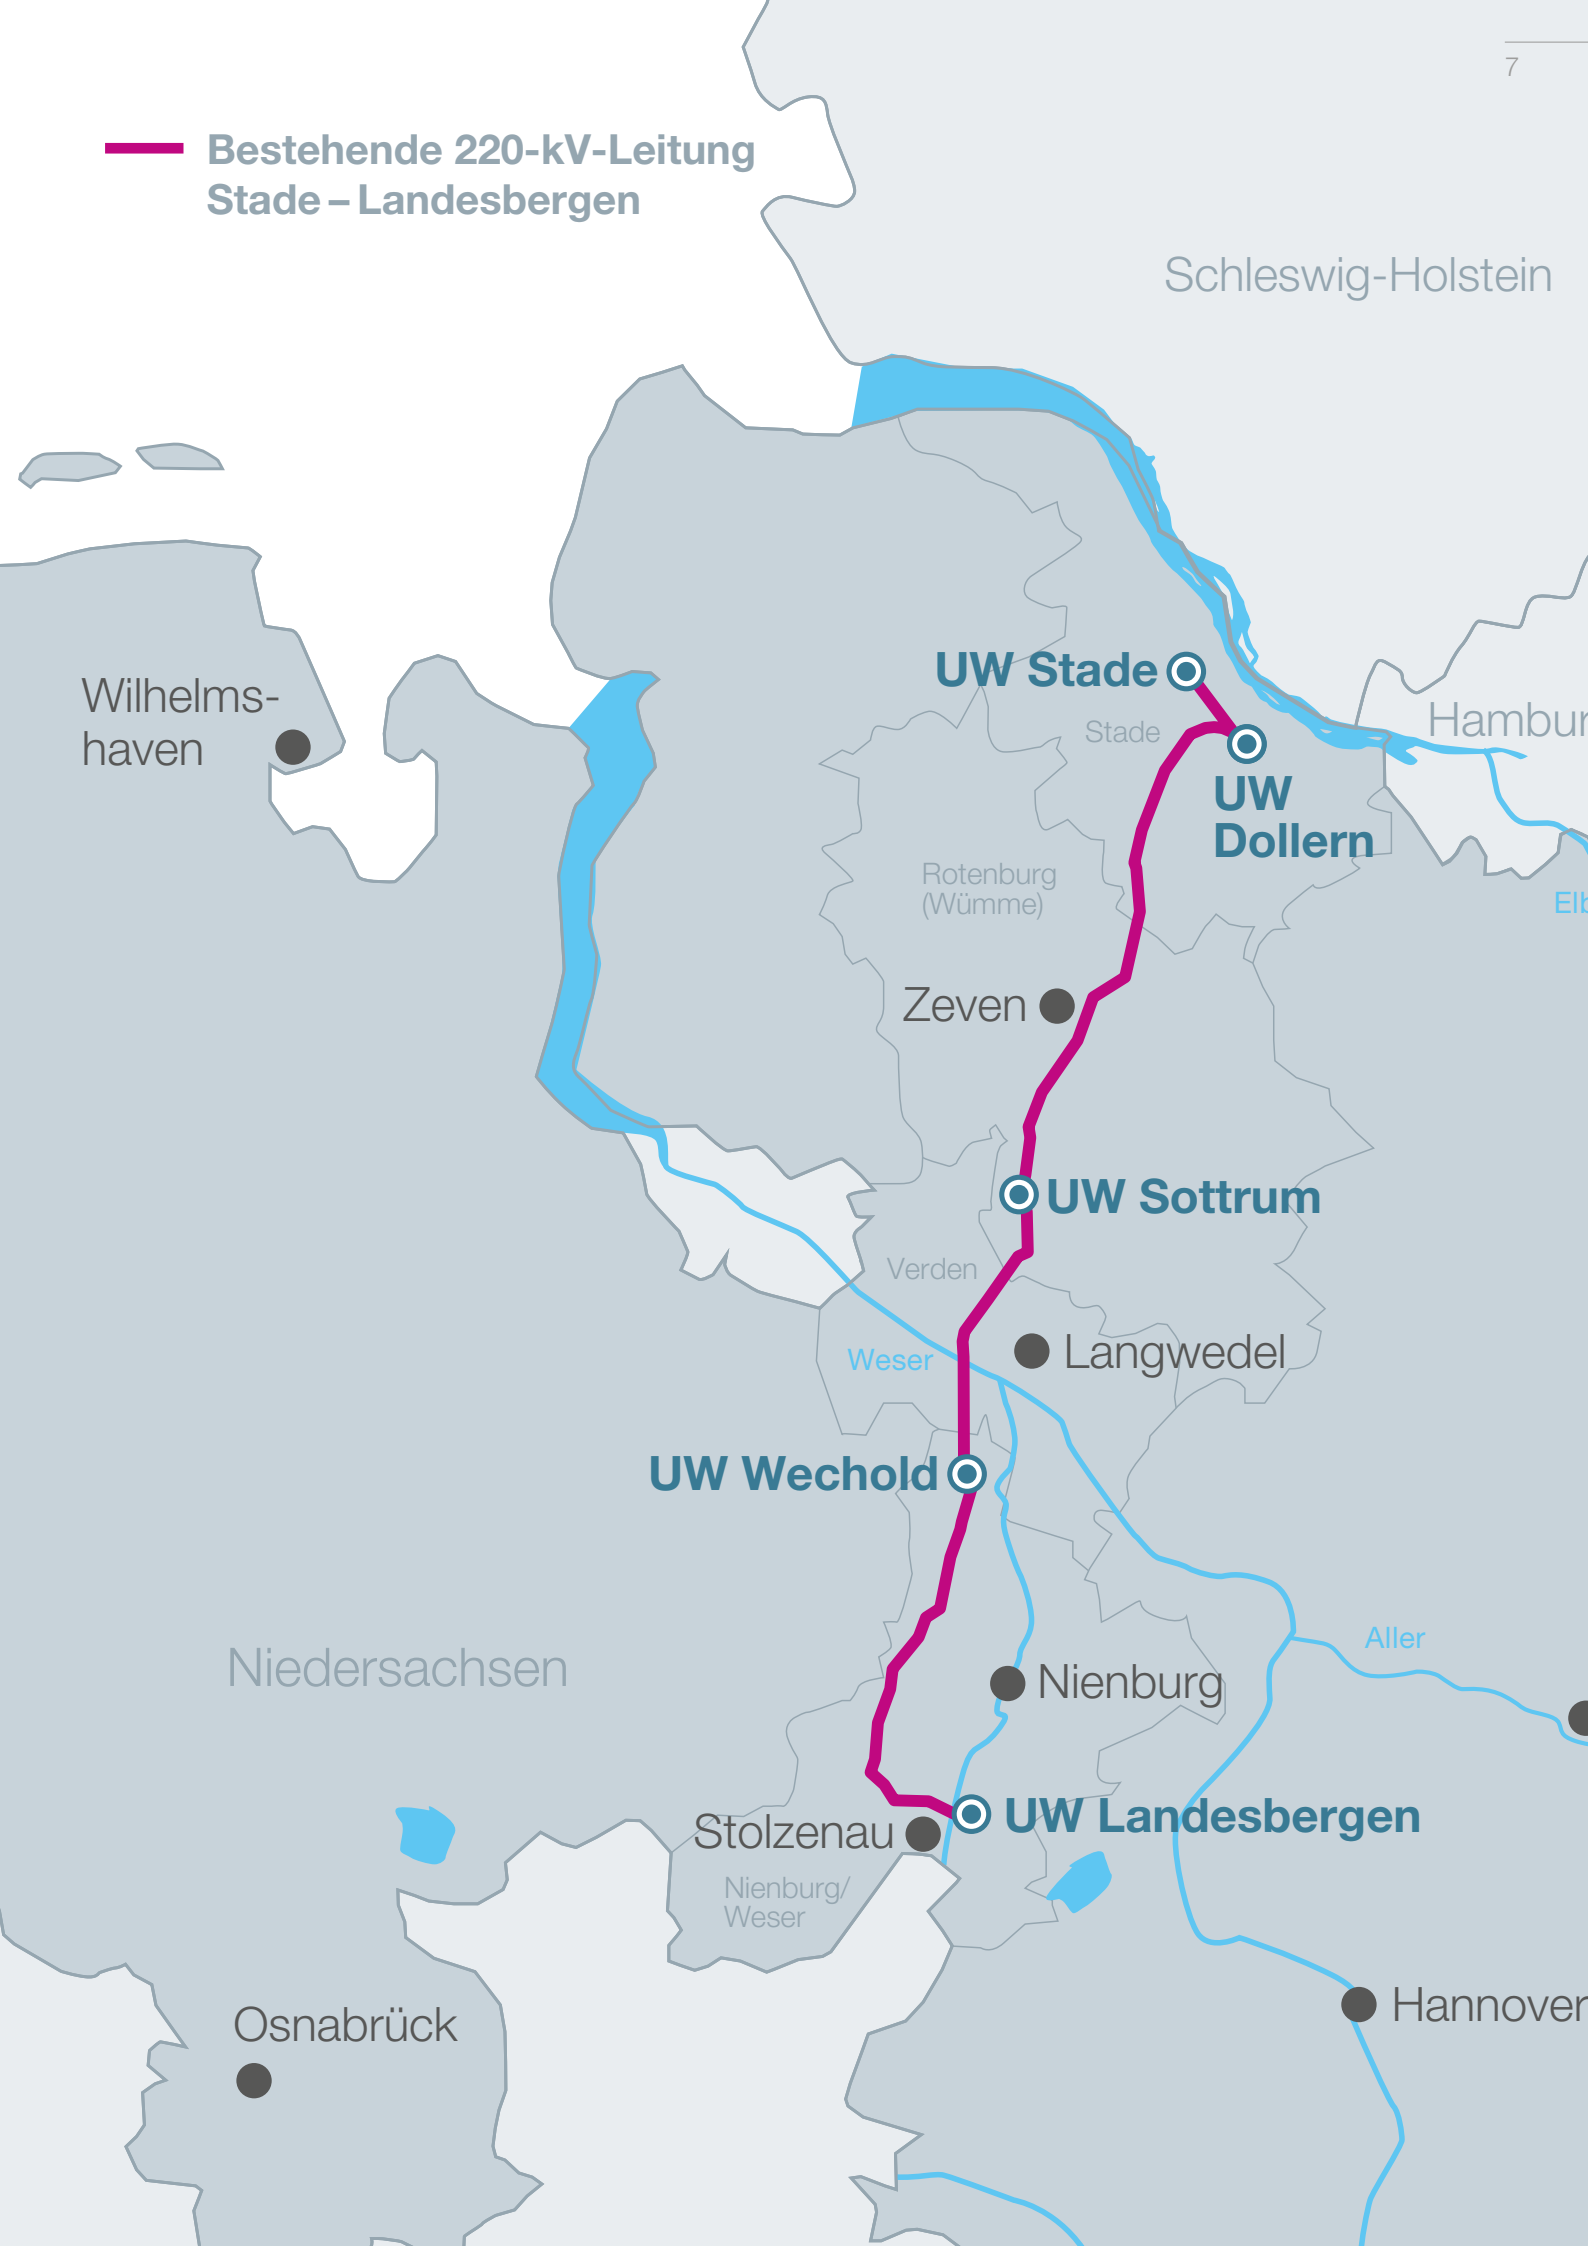 7
Bestehende 220-kV-Leitung
Stade – Landesbergen
Schleswig-Holstein
UW Stade
Wilhelms-
haven
Stade
Hambur
UW
Dollern
Rotenburg
(Wümme)
Elb
Zeven
UW Sottrum
Verden
Langwedel
Weser
UW Wechold
Aller
Niedersachsen
Nienburg
UW Landesbergen
Stolzenau
Nienburg/
Weser
Hannover
Osnabrück